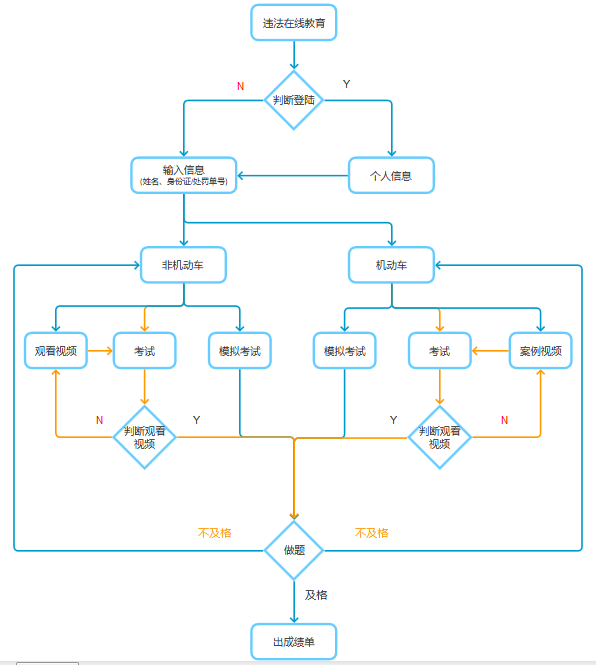 违法在线教育
N
Y
判断登陆
输入信息
(姓名、身份证/处罚单号)
个人信息
非机动车
机动车
观看视频
考试
模拟考试
模拟考试
考试
案例视频
N
判断观看
视频
Y
Y
判断观看
视频
N
不及格
不及格
做题
及格
出成绩单